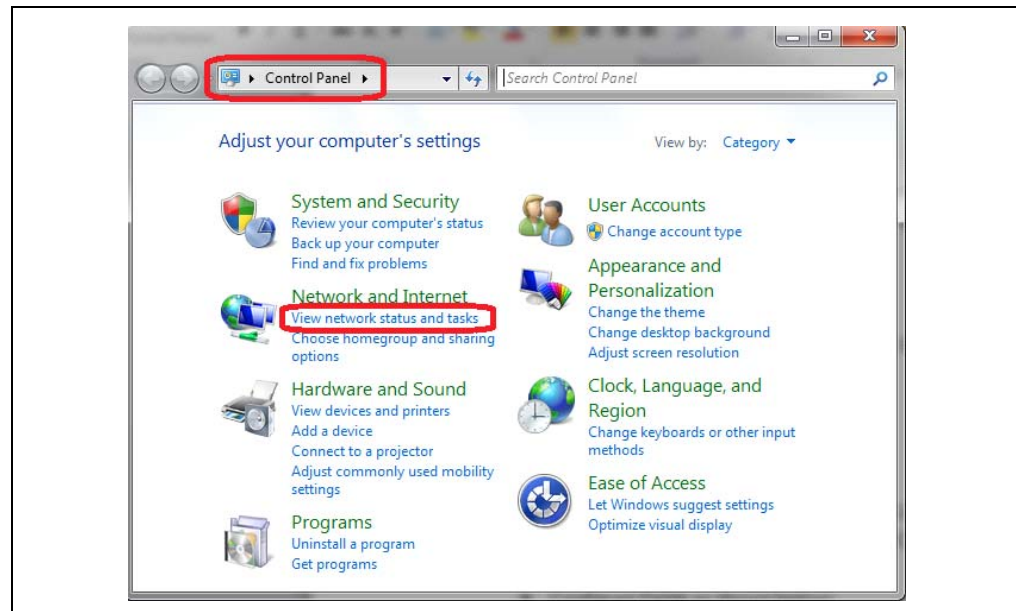 Control Panel
Search Control Panel
Adjust your computer's settings
View by: Category
System and Security
Review your computer's status
Back up your computer
Find and fix problems
Network and Internet
View network status and tasks
Choose homegroup and sharing
options
Hardware and Sound
View devices and printers
Add a device
Connect to a projector
Adjust commonly used mobility
settings
Programs
Uninstall a program
Get programs
User Accounts
Change account type
Appearance and
Personalization
Change the theme
Change desktop background
Adjust screen resolution
Clock, Language, and
Region
Change keyboards or other input
methods
Ease of Access
Let Windows suggest settings
Optimize visual display